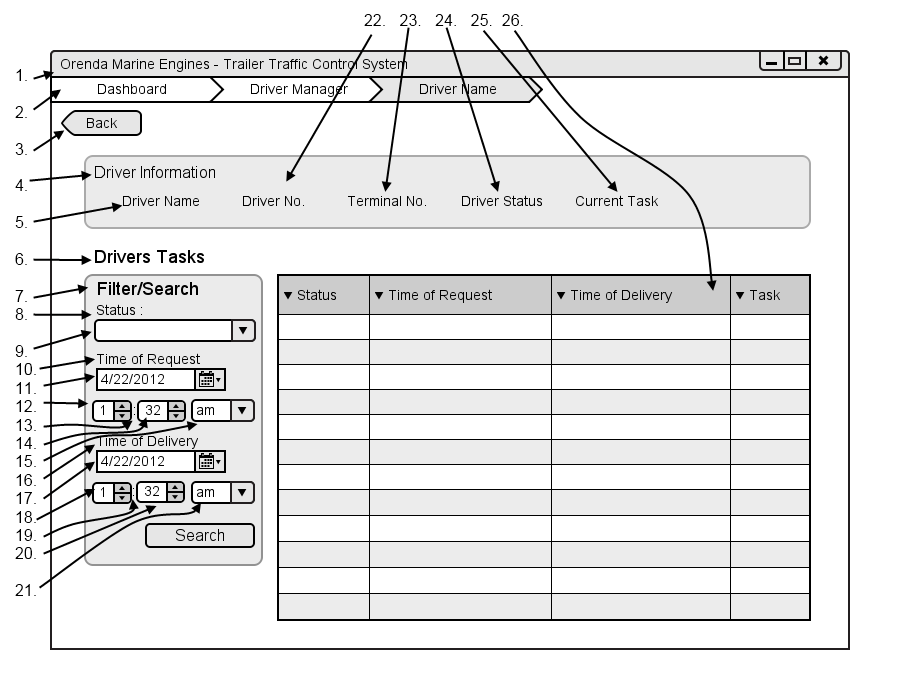 22. 23. 24. 25. 26.
1. Orenda Marine Engines - Trailer Traffic Control System
2. Dashboard Driver Manager Driver Name
3. Back
4. Driver Information
5. Driver Name Driver No. Terminal No. Driver Status Current Task
6. Drivers Tasks
7. Filter/Search
Status Time of Request Time of Delivery Task
8. Status :
9.
10. Time of Request
11. 4/22/2012
12. 1 : 32 am
13.
14.
15. Time of Delivery
16. 4/22/2012
17.
18. 1 : 32 am
19.
20. Search
21.